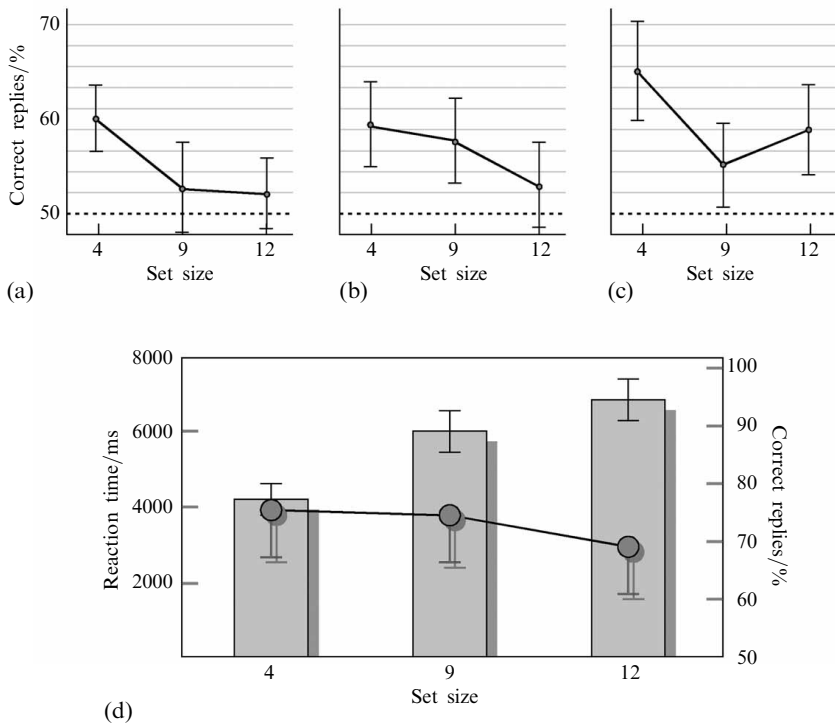 Correct replies/%
70
60
50
4 9 12
Set size
(a)
4 9 12
Set size
(b)
4 9 12
Set size
(c)
Reaction time/ms
8000
6000
4000
2000
100
90
80
70
60
50
Correct replies/%
4 9 12
Set size
(d)